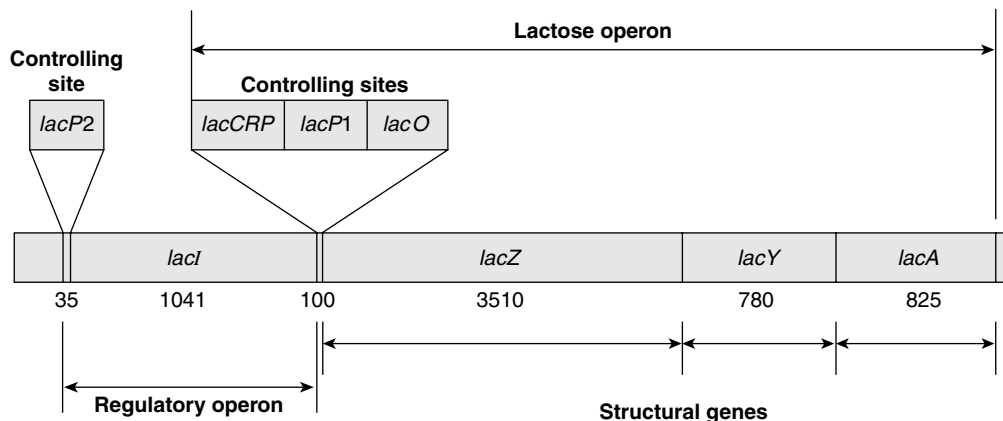 Lactose operon
Controlling
site
Controlling sites
lacP2
lacCRP lacP1 lacO
lacI lacZ lacY lacA
35 1041 100 3510 780 825
Regulatory operon
Structural genes